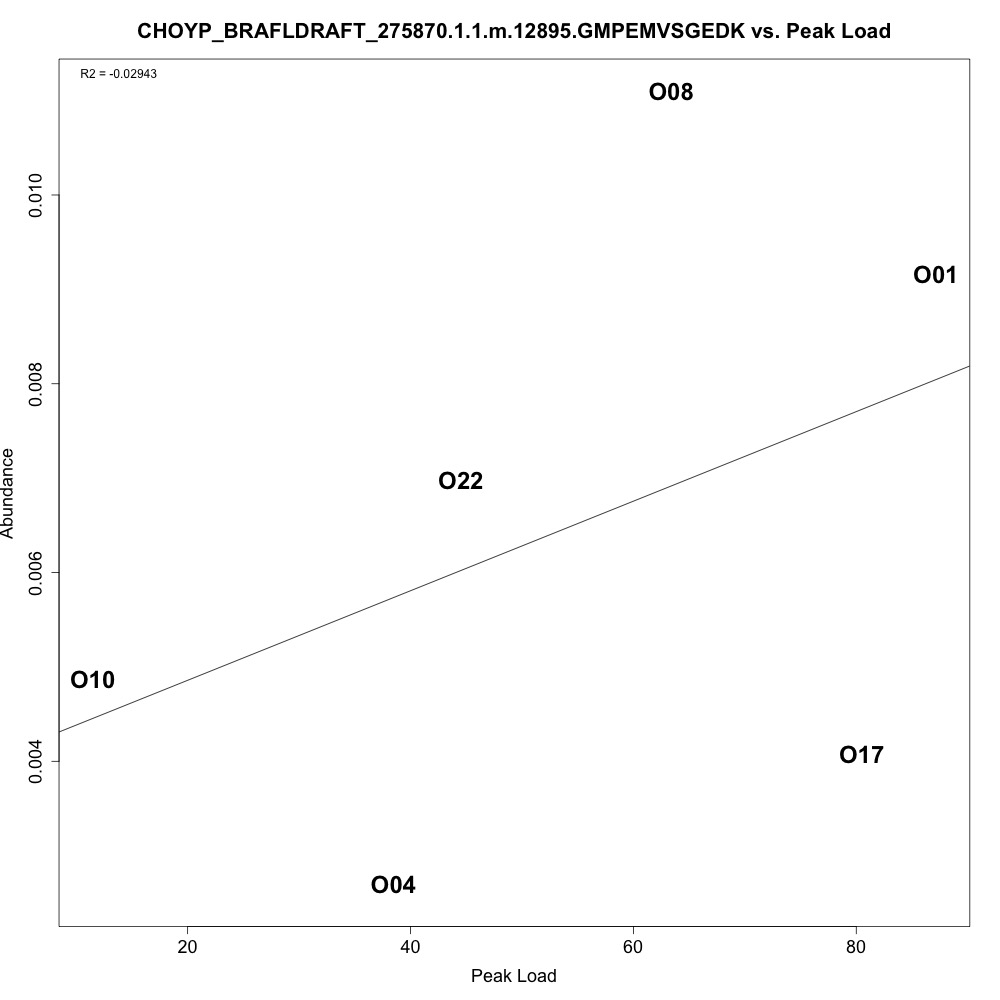 CHOYP_BRAFLDRAFT_275870.1.1.m.12895.GMPEMVSGEDK vs. Peak Load
R2 = -0.02943
O08
0.010
O01
0.008
O22
Abundance
0.006
O10
0.004
O17
O04
20 40 60 80
Peak Load